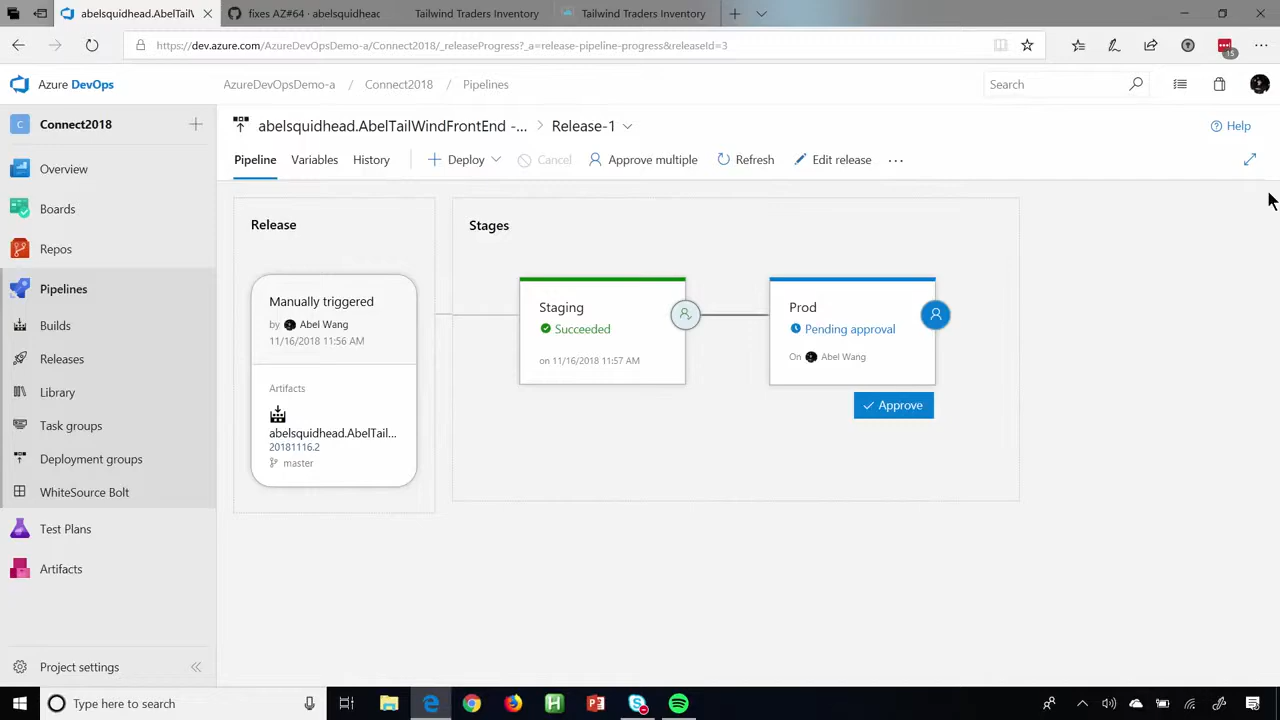 abelsquidhead.AbelTailW
fixes AZ#64 · abelsquidhead
Tailwind Traders Inventory
Tailwind Traders Inventory
https://dev.azure.com/AzureDevOpsDemo-a/Connect2018/_releaseProgress?_a=release-pipeline-progress&releaseId=3
15
Azure DevOps
AzureDevOpsDemo-a / Connect2018 / Pipelines
Search
C Connect2018
abelsquidhead.AbelTailWindFrontEnd -... > Release-1
Help
Pipeline Variables History
Deploy
Cancel
Approve multiple
Refresh
Edit release
...
Overview
Boards
Repos
Pipelines
Builds
Releases
Library
Task groups
Deployment groups
WhiteSource Bolt
Test Plans
Artifacts
Project settings
Release
Manually triggered
by Abel Wang
11/16/2018 11:56 AM
Artifacts
abelsquidhead.AbelTail...
20181116.2
master
Stages
Staging
Succeeded
on 11/16/2018 11:57 AM
Prod
Pending approval
On Abel Wang
Approve
Type here to search